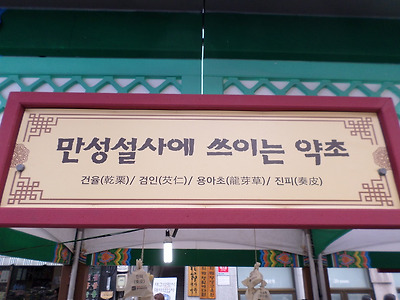 만성설사에 쓰이는 약초
건율(乾栗)/ 검인(芡仁)/ 용아초(龍芽草)/ 진피(秦皮)